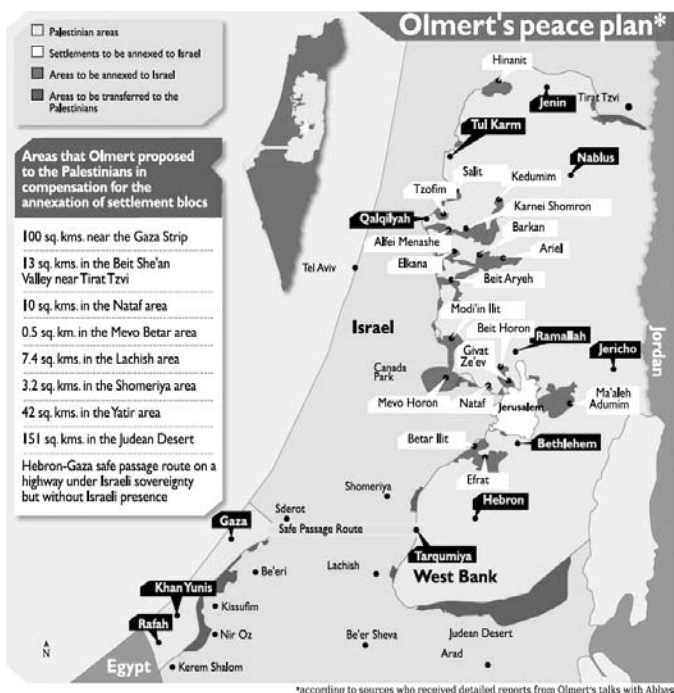 Olmert's peace plan*
Palestinian areas
Settlements to be annexed to Israel
Areas to be annexed to Israel
Areas to be transferred to the
Palestinians
Areas that Olmert proposed
to the Palestinians in
compensation for the
annexation of settlement blocs
100 sq. kms. near the Gaza Strip
13 sq. kms. in the Beit She'an
Valley near Tirat Tzvi
10 sq. kms. in the Nataf area
0.5 sq. kms. in the Mevo Betar area
7.4 sq. kms. in the Lachish area
3.2 sq. kms. in the Shomeriya area
42 sq. kms. in the Yatir area
151 sq. kms. in the Judean Desert
Hebron-Gaza safe passage route on a
highway under Israeli sovereignty
but without Israeli presence
Hinanit
Jenin
Tirat Tzvi
Tul Karm
Nablus
Salit
Kedumim
Tzofim
Karnei Shomron
Qalqilyah
Barkan
Alfei Menashe
Ariel
Elkana
Tel Aviv
Beit Aryeh
Modi'in Ilit
Israel
Beit Horon
Ramallah
Jordan
Givat
Ze'ev
Jericho
Canada
Park
Mevo Horon
Nataf
Jerusalem
Ma'aleh
Adumim
Betar Ilit
Bethlehem
Efrat
Shomeriya
Hebron
Sderot
Gaza
Safe Passage Route
Tarqumiya
Be'eri
Lachish
West Bank
Khan Yunis
Kissufim
Rafah
Nir Oz
Be'er Sheva
Judean Desert
Arad
N
Egypt
Kerem Shalom
*according to sources who received detailed reports from Olmert's talks with Abbas